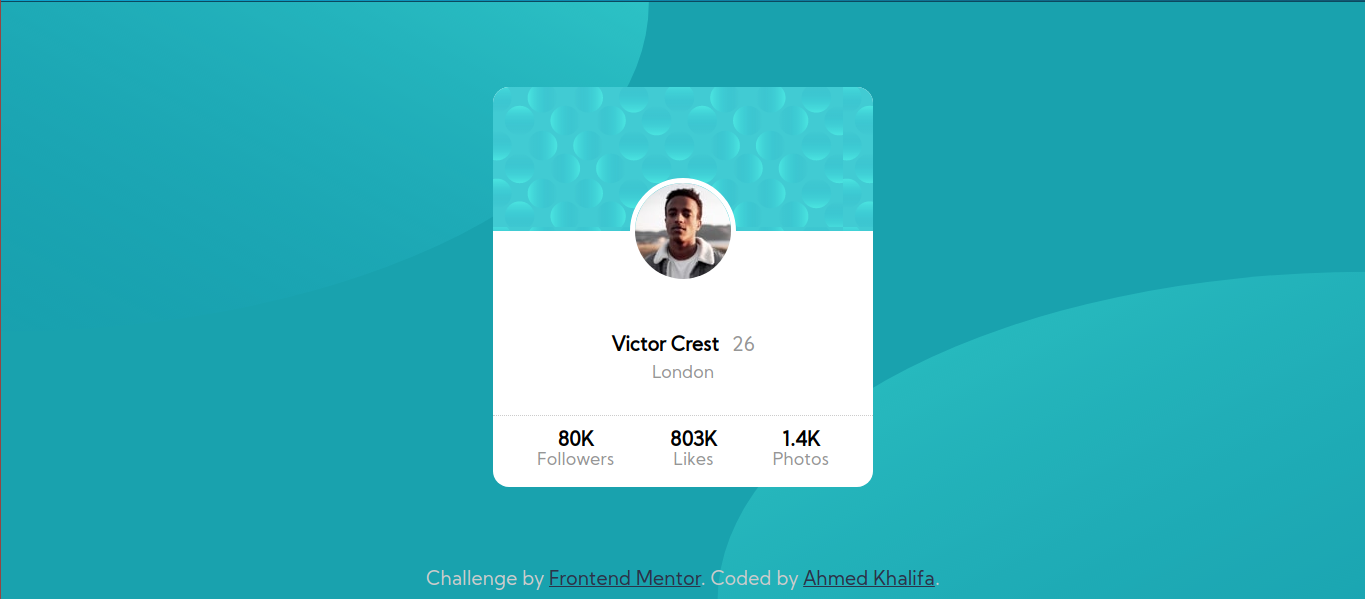 Victor Crest 26
London
80K 803K 1.4K
Followers Likes Photos
Challenge by Frontend Mentor. Coded by Ahmed Khalifa.